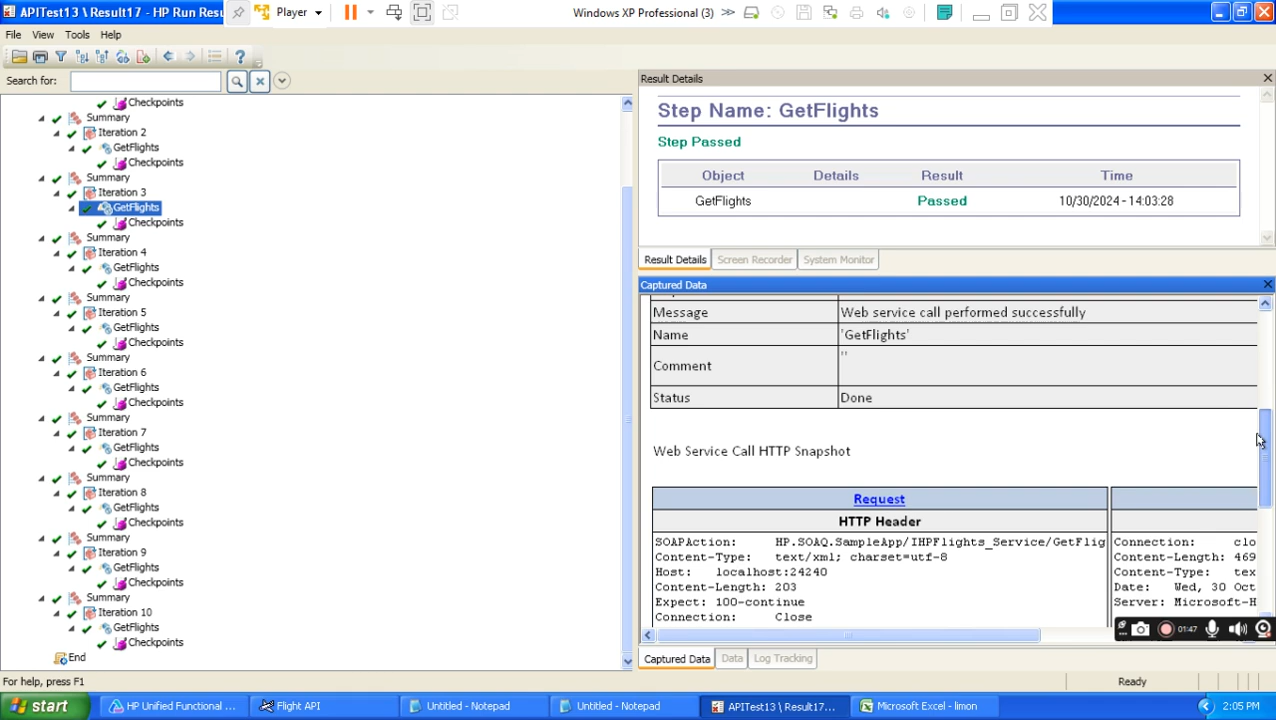 APITest13 \ Result17 - HP Run Resu
Player
Windows XP Professional (3)
File View Tools Help
Search for:
Checkpoints
Summary
Iteration 2
GetFlights
Checkpoints
Summary
Iteration 3
GetFlights
Checkpoints
Summary
Iteration 4
GetFlights
Checkpoints
Summary
Iteration 5
GetFlights
Checkpoints
Summary
Iteration 6
GetFlights
Checkpoints
Summary
Iteration 7
GetFlights
Checkpoints
Summary
Iteration 8
GetFlights
Checkpoints
Summary
Iteration 9
GetFlights
Checkpoints
Summary
Iteration 10
GetFlights
Checkpoints
End
Result Details
Step Name: GetFlights
Step Passed
Object Details Result Time
GetFlights Passed 10/30/2024 - 14:03:28
Result Details Screen Recorder System Monitor
Captured Data
Message Web service call performed successfully
Name 'GetFlights'
Comment ''
Status Done
Web Service Call HTTP Snapshot
Request
HTTP Header
SOAPAction: HP.SOAQ.SampleApp/IHPFlights_Service/GetFlig Connection: clo
Content-Type: text/xml; charset=utf-8 Content-Length: 469
Host: localhost:24240 Content-Type: tex
Content-Length: 203 Date: Wed, 30 Oct
Expect: 100-continue Server: Microsoft-H
Connection: Close
01:47
Captured Data Data Log Tracking
For help, press F1
Ready
start HP Unified Functional ... Flight API Untitled - Notepad Untitled - Notepad APITest13 \ Result17... Microsoft Excel - limon 2:05 PM